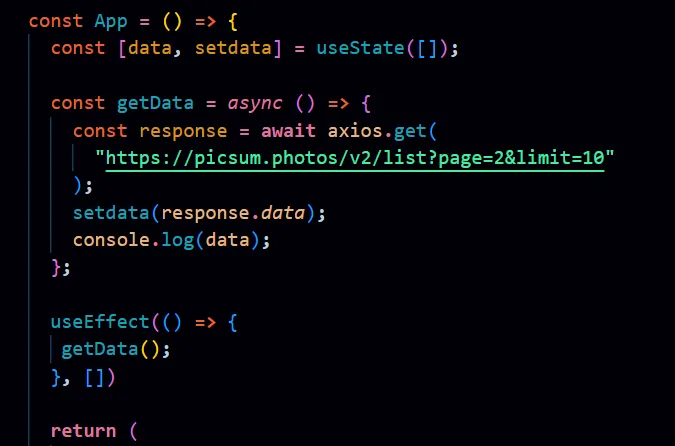 const App = () => {
const [data, setdata] = useState([]);
const getData = async () => {
const response = await axios.get(
"https://picsum.photos/v2/list?page=2&limit=10"
);
setdata(response.data);
console.log(data);
};
useEffect(() => {
getData();
}, [])
return (